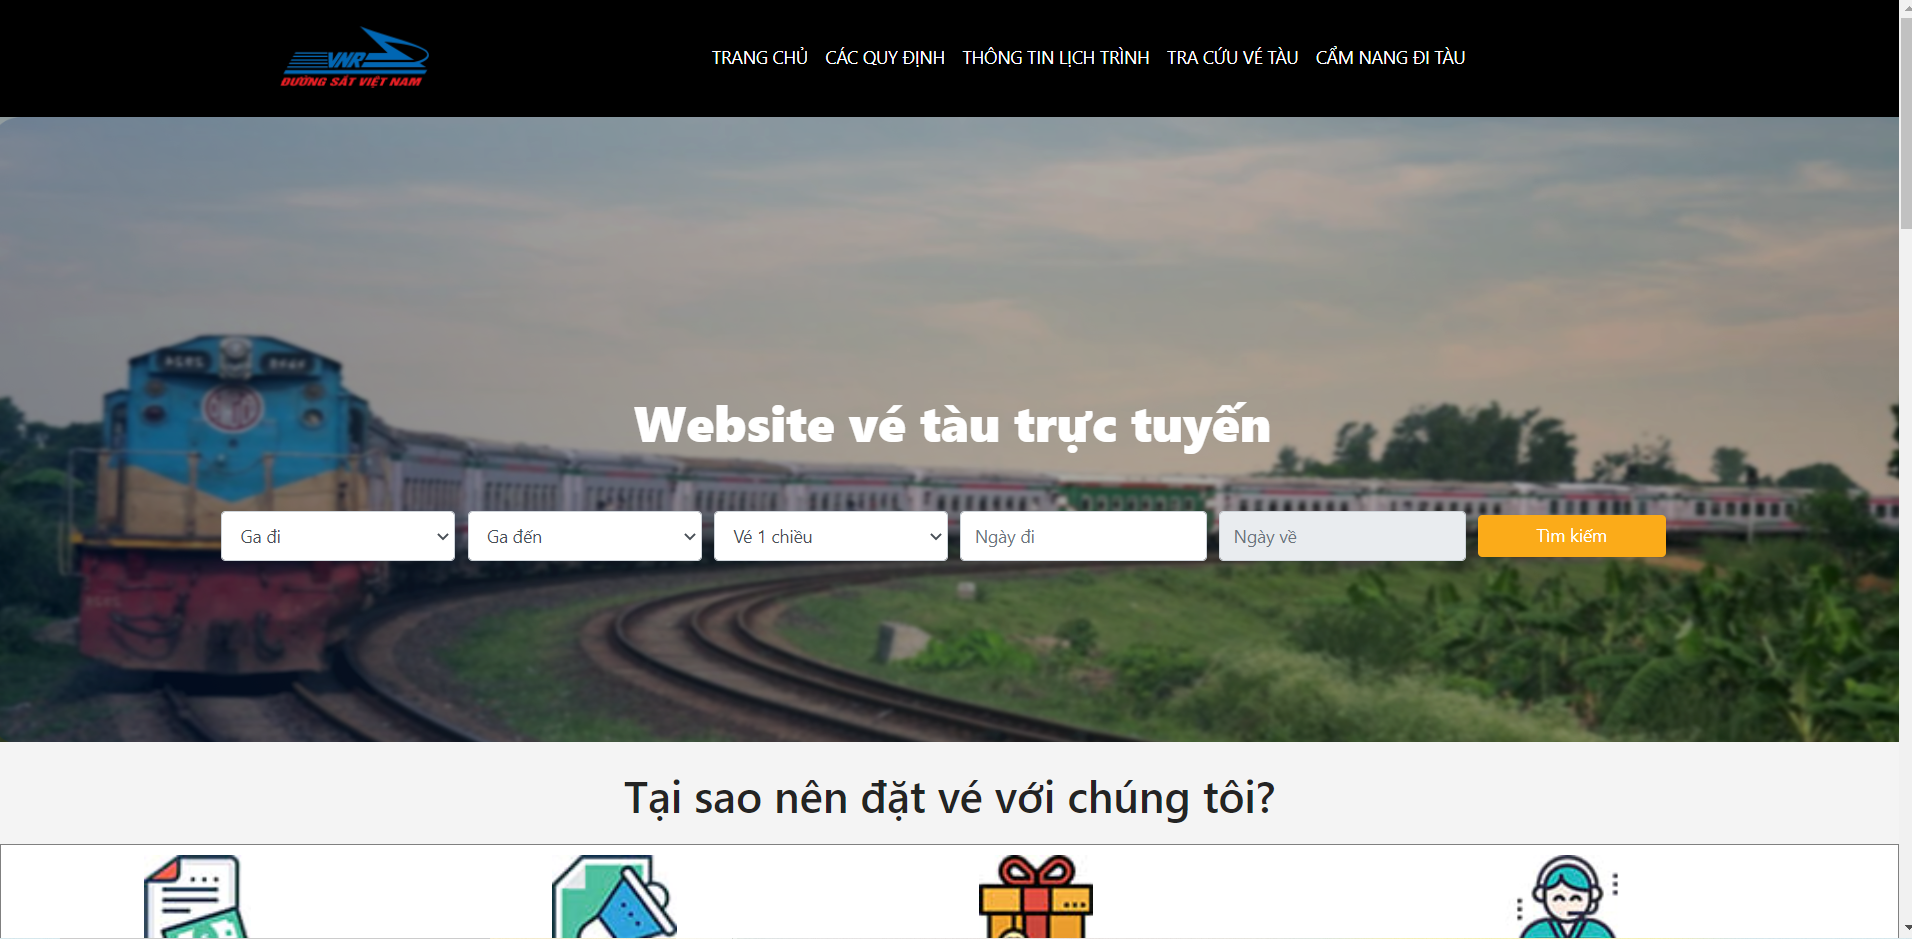 VNR
ĐƯỜNG SẮT VIỆT NAM
TRANG CHỦ CÁC QUY ĐỊNH THÔNG TIN LỊCH TRÌNH TRA CỨU VÉ TÀU CẨM NANG ĐI TÀU
Website vé tàu trực tuyến
Ga đi Ga đến Vé 1 chiều Ngày đi Ngày về Tìm kiếm
Tại sao nên đặt vé với chúng tôi?